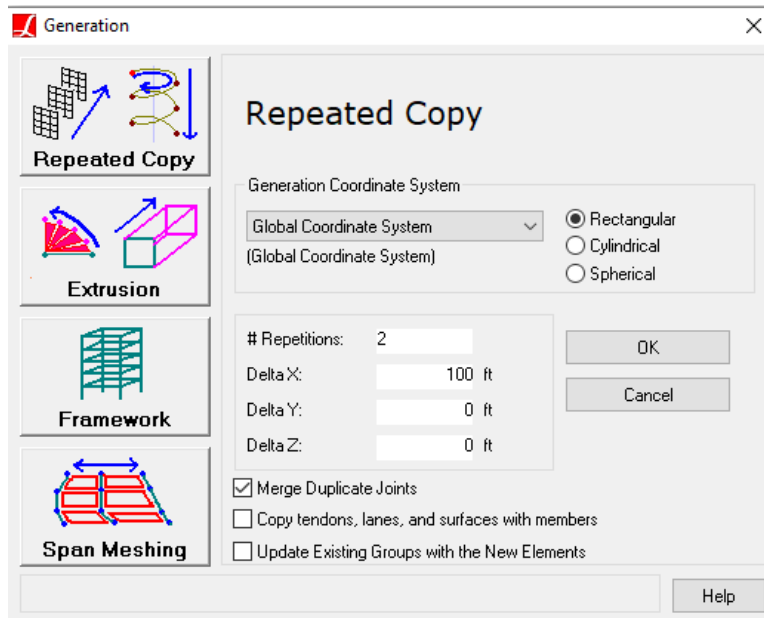 Generation
Repeated Copy
Extrusion
Framework
Span Meshing
Repeated Copy
Generation Coordinate System
Global Coordinate System
(Global Coordinate System)
Rectangular
Cylindrical
Spherical
# Repetitions: 2
Delta X: 100 ft
Delta Y: 0 ft
Delta Z: 0 ft
OK
Cancel
Merge Duplicate Joints
Copy tendons, lanes, and surfaces with members
Update Existing Groups with the New Elements
Help